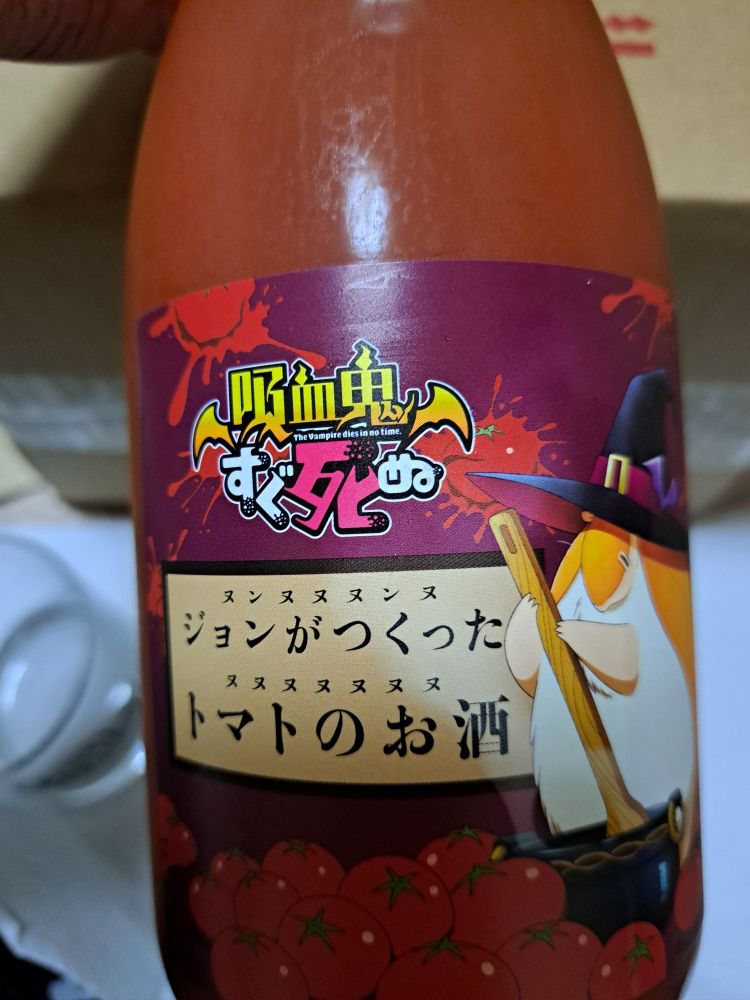 吸血鬼
The Vampire dies in no time.
すぐ死ぬ
ヌンヌヌヌンヌ
ジョンがつくった
ヌヌヌヌヌヌヌ
トマトのお酒